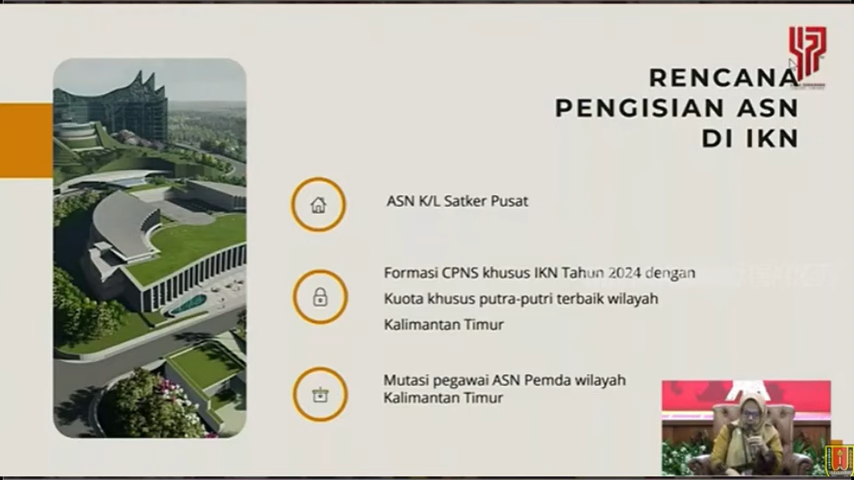 RENCANA
PENGISIAN ASN
DI IKN
ASN K/L Satker Pusat
Formasi CPNS khusus IKN Tahun 2024 dengan
Kuota khusus putra-putri terbaik wilayah
Kalimantan Timur
Mutasi pegawai ASN Pemda wilayah
Kalimantan Timur